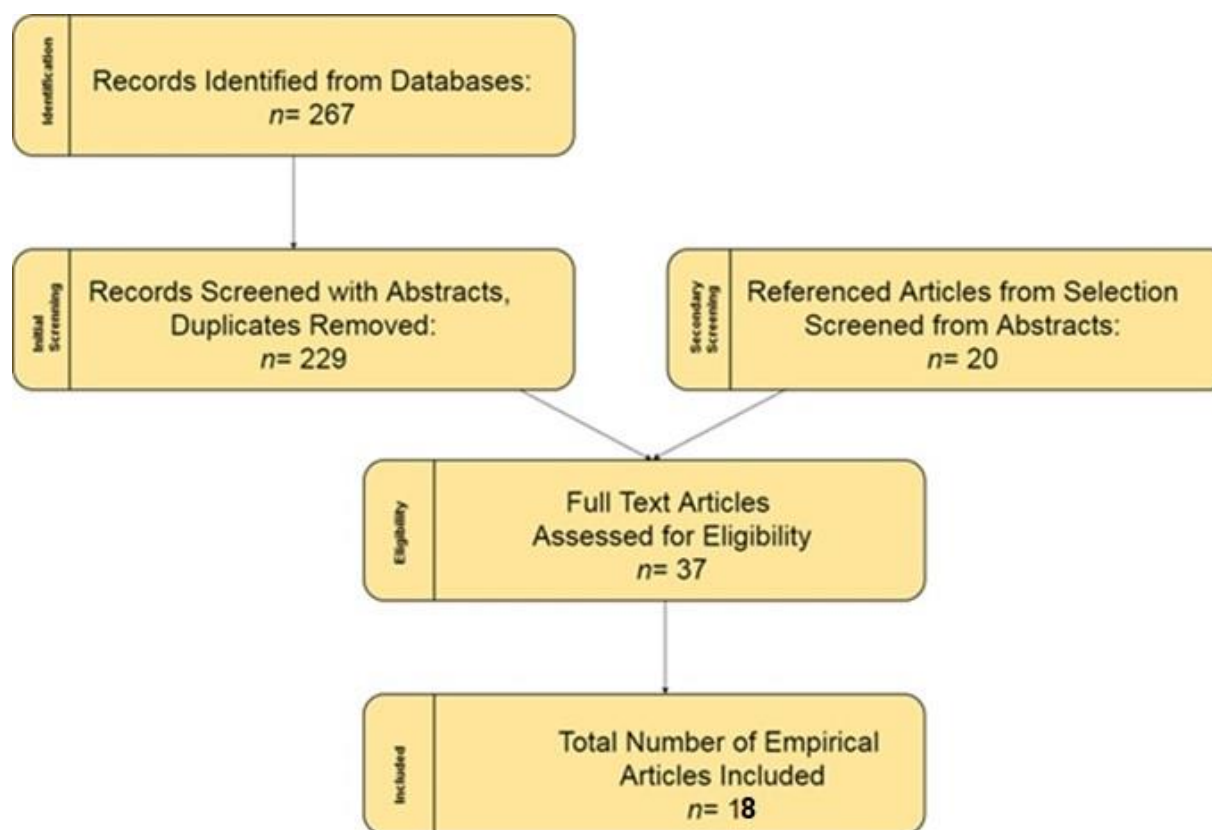 Identification
Records Identified from Databases:
n= 267
Initial
Screnning
Records Screened with Abstracts,
Duplicates Removed:
n= 229
Secondary
Screening
Referenced Articles from Selection
Screened from Abstracts:
n= 20
Eligibility
Full Text Articles
Assessed for Eligibility
n= 37
Included
Total Number of Empirical
Articles Included
n= 18